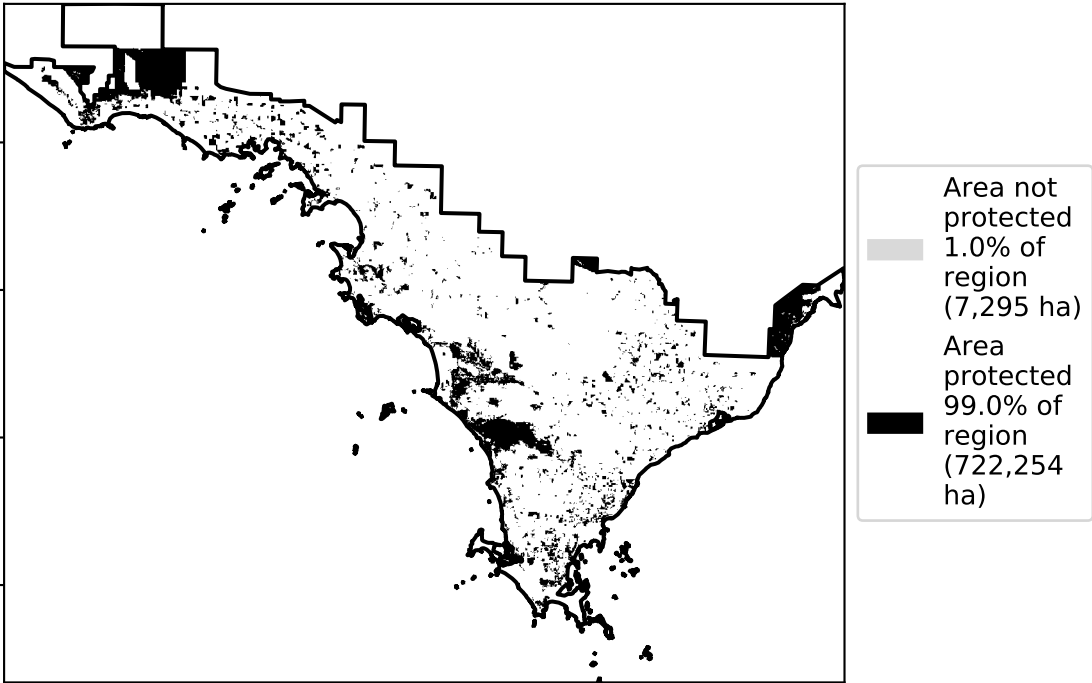 Area not
protected
1.0% of
region
(7,295 ha)
Area
protected
99.0% of
region
(722,254
ha)